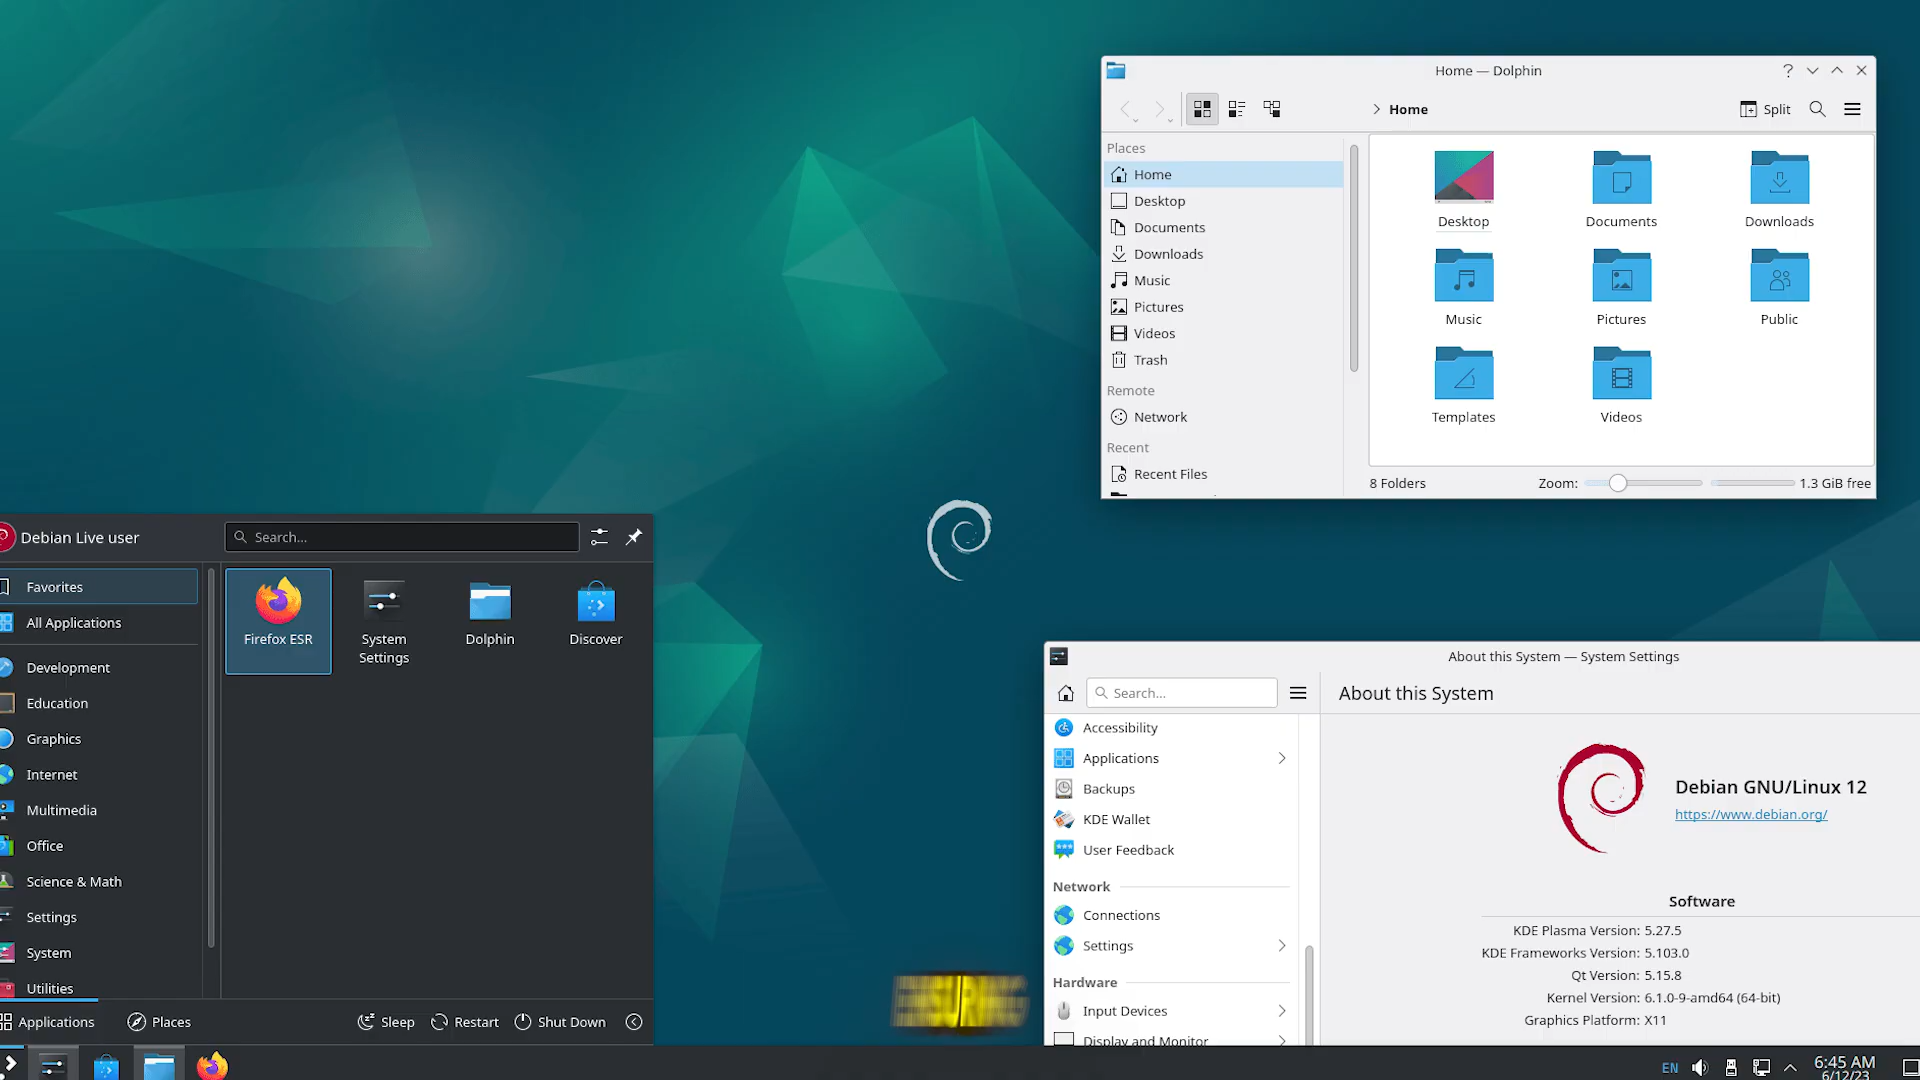 Home — Dolphin
Home
Split
Places
Home
Desktop
Documents
Downloads
Music
Pictures
Videos
Trash
Remote
Network
Recent
Recent Files
Desktop
Documents
Downloads
Music
Pictures
Public
Templates
Videos
8 Folders
Zoom:
1.3 GiB free
Debian Live user
Search...
Favorites
All Applications
Development
Education
Graphics
Internet
Multimedia
Office
Science & Math
Settings
System
Utilities
Firefox ESR
System
Settings
Dolphin
Discover
Applications
Places
Sleep
Restart
Shut Down
About this System — System Settings
Search...
About this System
Accessibility
Applications
Backups
KDE Wallet
User Feedback
Network
Connections
Settings
Hardware
Input Devices
Display and Monitor
Debian GNU/Linux 12
https://www.debian.org/
Software
KDE Plasma Version: 5.27.5
KDE Frameworks Version: 5.103.0
Qt Version: 5.15.8
Kernel Version: 6.1.0-9-amd64 (64-bit)
Graphics Platform: X11
EN
6:45 AM
6/12/23